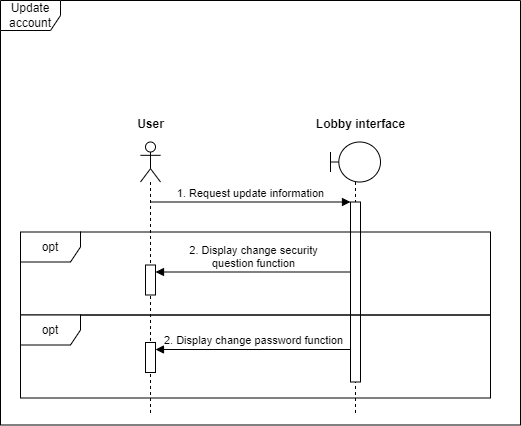 Update
account
User
Lobby interface
1. Request update information
opt
2. Display change security
question function
opt
2. Display change password function